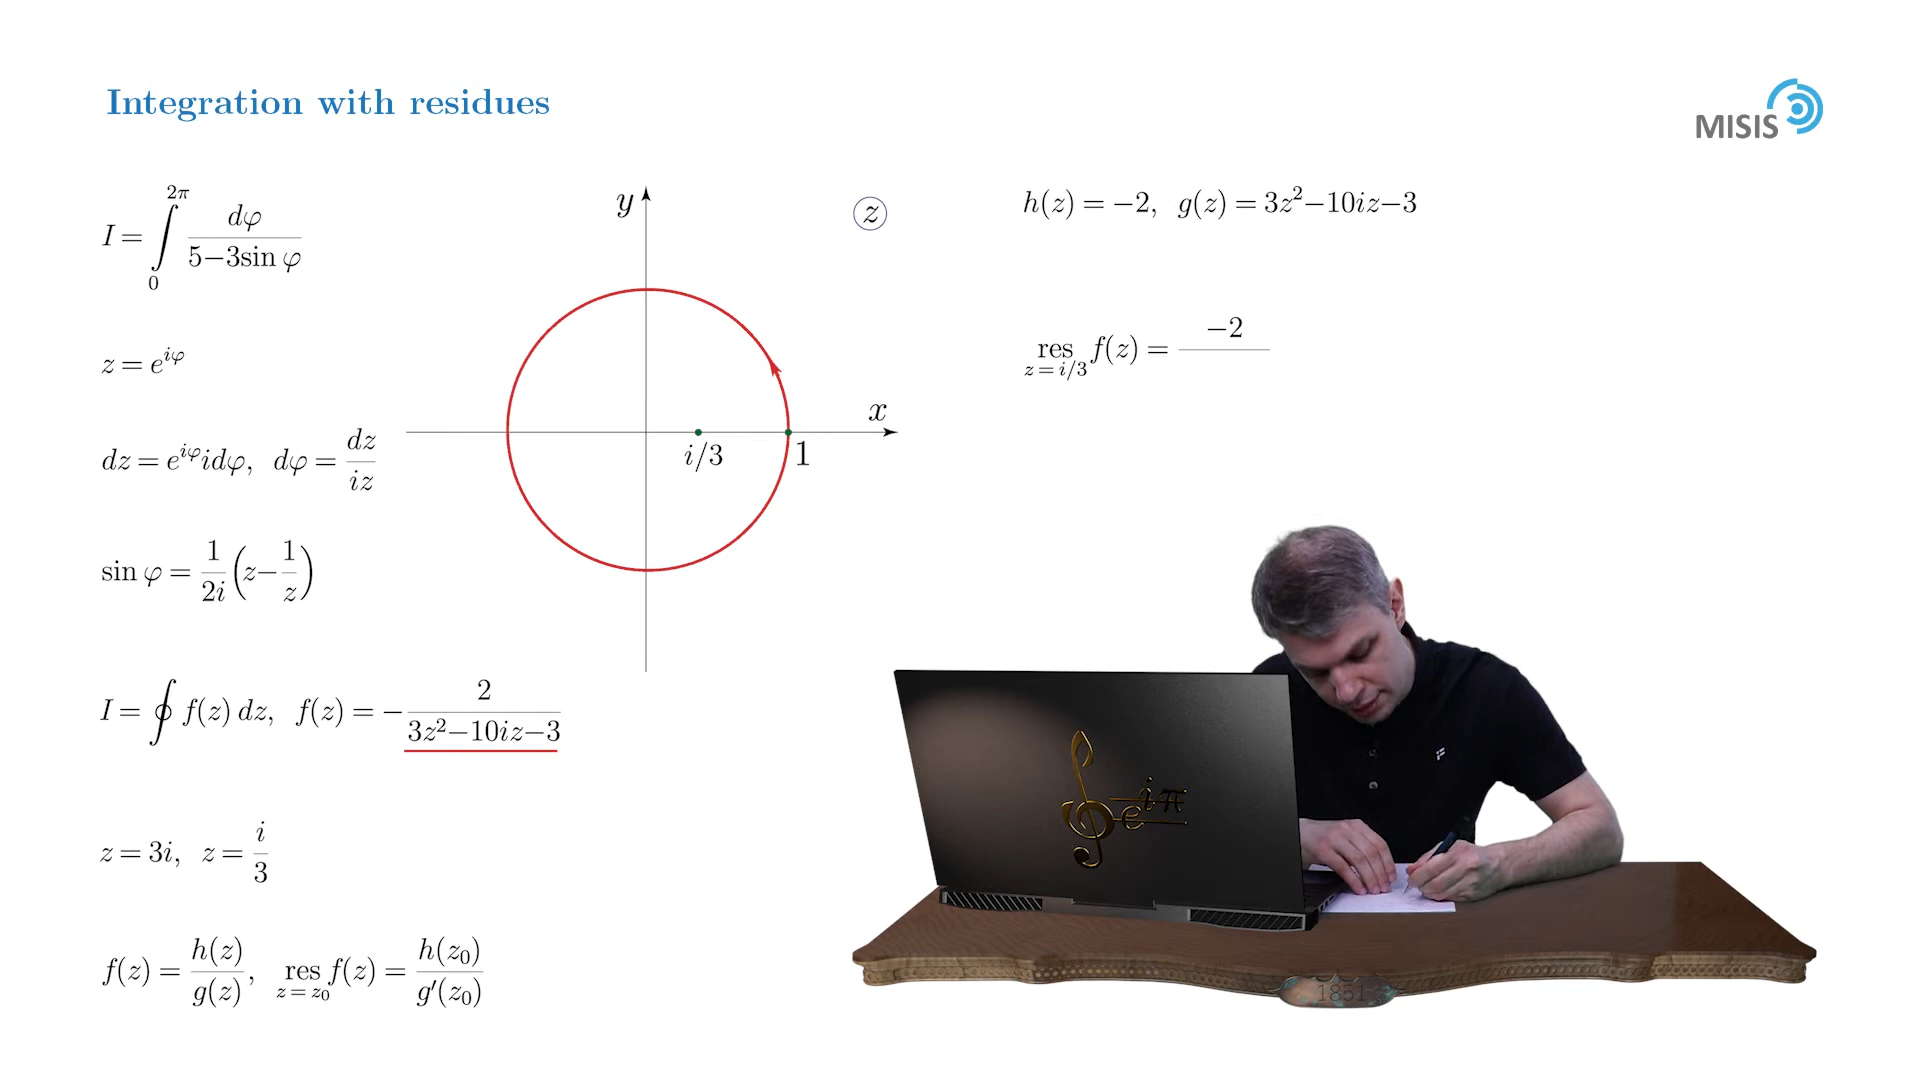 Integration with residues
MISIS
I = ∫₀^{2π} dφ / (5−3sin φ)
z = e^{iφ}
dz = e^{iφ}idφ, dφ = dz / iz
sin φ = 1/2i (z − 1/z)
I = ∮ f(z) dz, f(z) = − 2 / (3z²−10iz−3)
z = 3i, z = i/3
f(z) = h(z)/g(z), res_{z=z₀} f(z) = h(z₀)/g′(z₀)
y
z
x
i/3
1
h(z) = −2, g(z) = 3z²−10iz−3
res_{z=i/3} f(z) = −2
e^{iπ}
1851